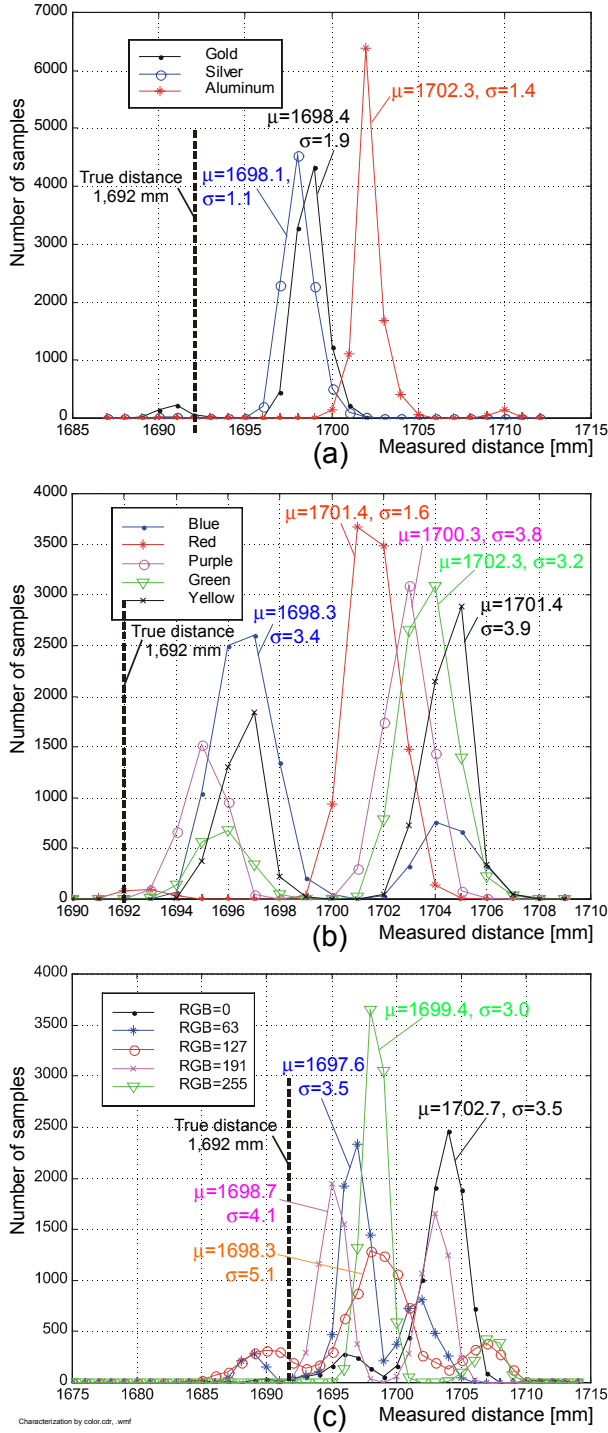 7000
6000
5000
4000
3000
2000
1000
0
Number of samples
Gold
Silver
Aluminum
μ=1702.3, σ=1.4
μ=1698.4
σ=1.9
μ=1698.1,
σ=1.1
True distance
1,692 mm
1685 1690 1695 1700 1705 1710 1715
Measured distance [mm]
(a)
4000
3500
3000
2500
2000
1500
1000
500
0
Number of samples
Blue
Red
Purple
Green
Yellow
μ=1701.4, σ=1.6
μ=1700.3, σ=3.8
μ=1702.3, σ=3.2
μ=1701.4
σ=3.9
μ=1698.3
σ=3.4
True distance
1,692 mm
1690 1692 1694 1696 1698 1700 1702 1704 1706 1708 1710
Measured distance [mm]
(b)
4000
3500
3000
2500
2000
1500
1000
500
0
Number of samples
RGB=0
RGB=63
RGB=127
RGB=191
RGB=255
μ=1699.4, σ=3.0
μ=1697.6
σ=3.5
μ=1702.7, σ=3.5
True distance
1,692 mm
μ=1698.7
σ=4.1
μ=1698.3
σ=5.1
1675 1680 1685 1690 1695 1700 1705 1710 1715
Measured distance [mm]
(c)
Characterization by color.cdr, .wmf